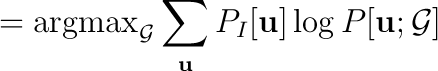 = argmax_𝒢 ∑_𝐮 P_I[𝐮] log P[𝐮; 𝒢]